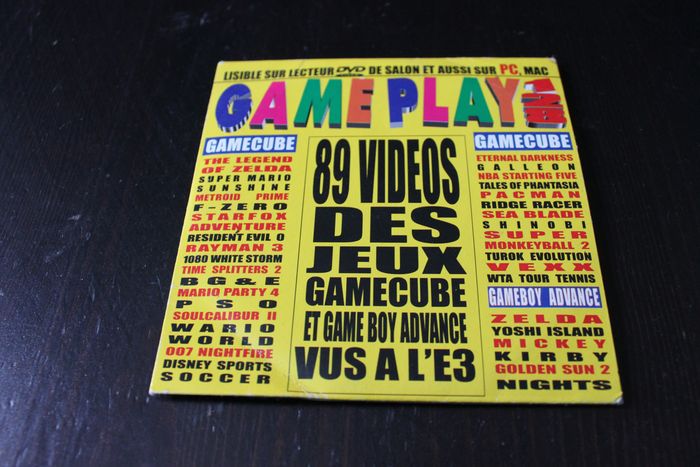 LISIBLE SUR LECTEUR DVD DE SALON ET AUSSI SUR PC, MAC
GAME PLAY 128
GAMECUBE
THE LEGEND
OF ZELDA
SUPER MARIO
SUNSHINE
METROID PRIME
F-ZERO
STARFOX
ADVENTURE
RESIDENT EVIL 0
RAYMAN 3
1080 WHITE STORM
TIME SPLITTERS 2
BG&E
MARIO PARTY 4
PSO
SOULCALIBUR II
WARIO
WORLD
007 NIGHTFIRE
DISNEY SPORTS
SOCCER
89 VIDEOS
DES
JEUX
GAMECUBE
ET GAME BOY ADVANCE
VUS A L'E3
GAMECUBE
ETERNAL DARKNESS
GALLEON
NBA STARTING FIVE
TALES OF PHANTASIA
PACMAN
RIDGE RACER
SEA BLADE
SHINOBI
SUPER
MONKEYBALL 2
TUROK EVOLUTION
VEXX
WTA TOUR TENNIS
GAMEBOY ADVANCE
ZELDA
YOSHI ISLAND
MICKEY
KIRBY
GOLDEN SUN 2
NIGHTS